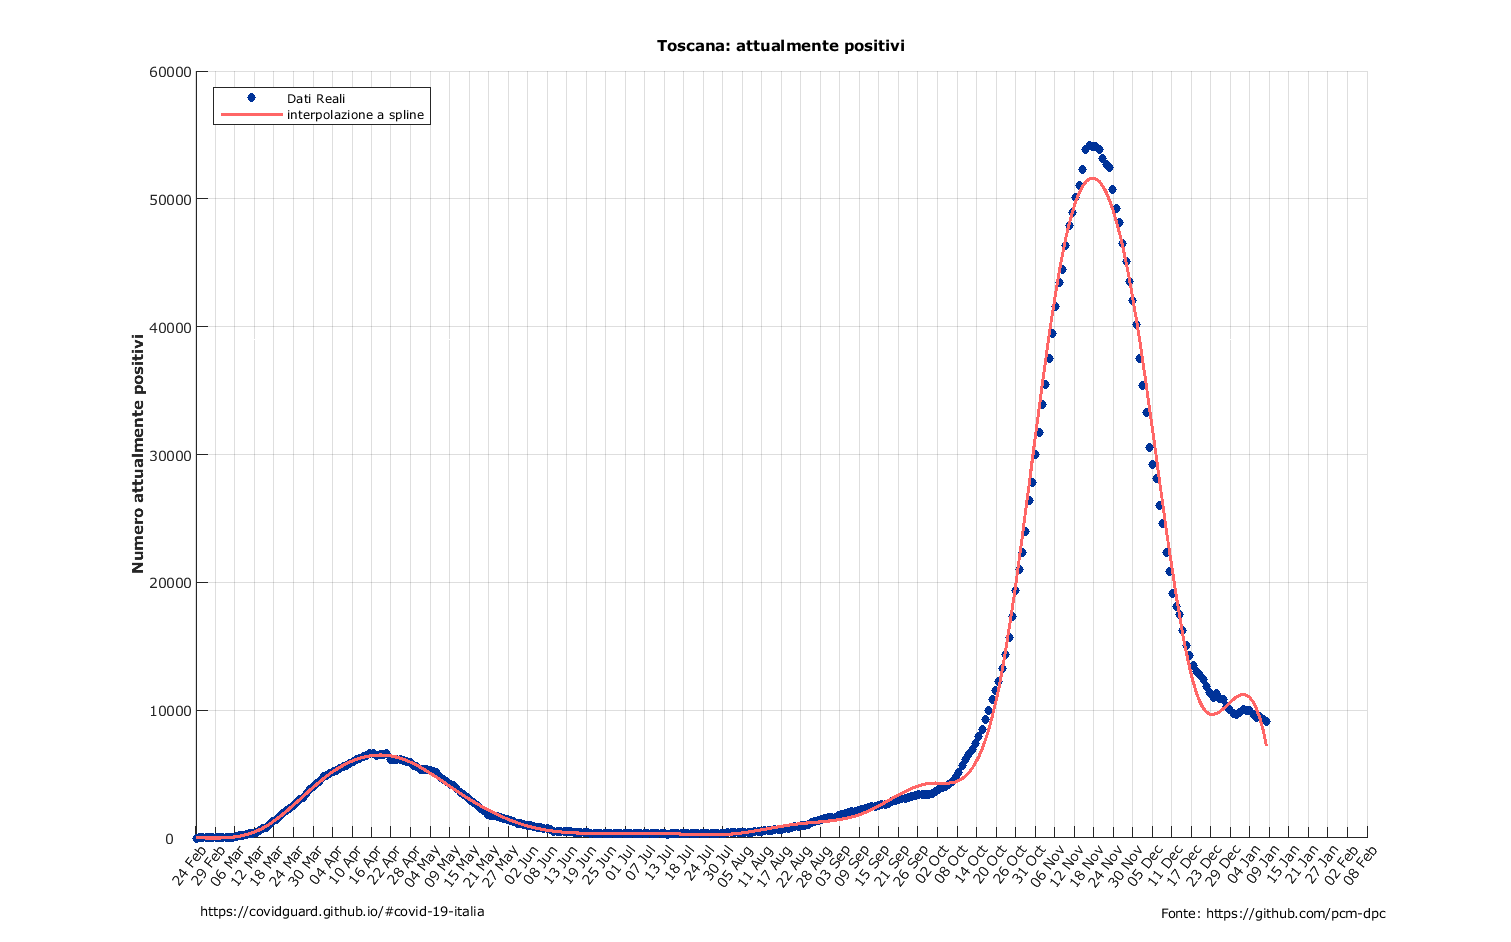 Toscana: attualmente positivi
60000
50000
40000
30000
20000
10000
0
Numero attualmente positivi
Dati Reali
interpolazione a spline
24 Feb
29 Feb
06 Mar
12 Mar
18 Mar
24 Mar
30 Mar
04 Apr
10 Apr
16 Apr
22 Apr
28 Apr
04 May
09 May
15 May
21 May
27 May
02 Jun
08 Jun
13 Jun
19 Jun
25 Jun
01 Jul
07 Jul
13 Jul
18 Jul
24 Jul
30 Jul
05 Aug
11 Aug
17 Aug
22 Aug
28 Aug
03 Sep
09 Sep
15 Sep
21 Sep
26 Oct
02 Oct
08 Oct
14 Oct
20 Oct
26 Oct
31 Nov
06 Nov
12 Nov
18 Nov
24 Nov
30 Dec
05 Dec
11 Dec
17 Dec
23 Dec
29 Dec
04 Jan
09 Jan
15 Jan
21 Jan
27 Jan
02 Feb
08 Feb
https://covidguard.github.io/#covid-19-italia
Fonte: https://github.com/pcm-dpc